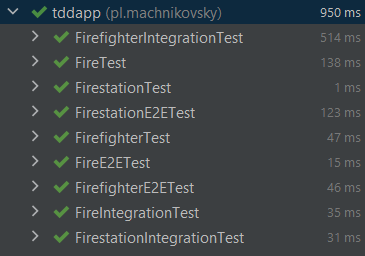 tddapp (pl.machnikovsky) 950 ms
FirefighterIntegrationTest 514 ms
FireTest 138 ms
FirestationTest 1 ms
FirestationE2ETest 123 ms
FirefighterTest 47 ms
FireE2ETest 15 ms
FirefighterE2ETest 46 ms
FireIntegrationTest 35 ms
FirestationIntegrationTest 31 ms